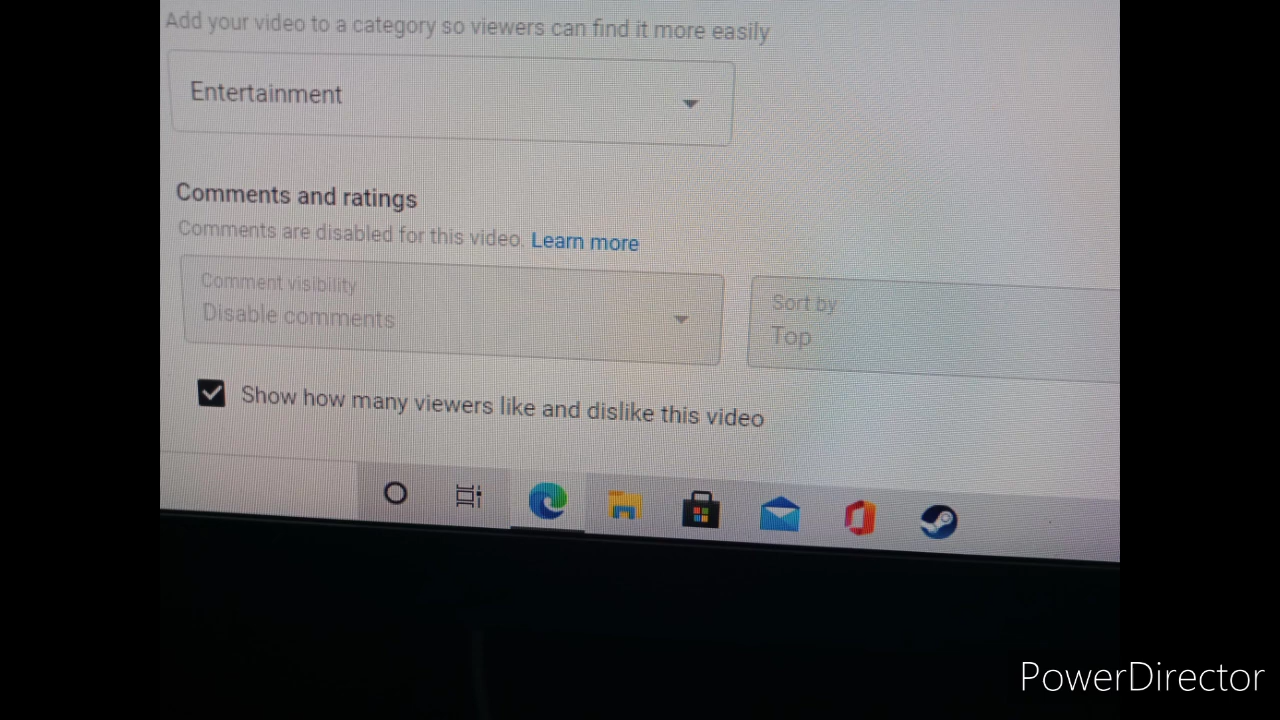 Add your video to a category so viewers can find it more easily
Entertainment
Comments and ratings
Comments are disabled for this video. Learn more
Comment visibility
Disable comments
Sort by
Top
Show how many viewers like and dislike this video
PowerDirector